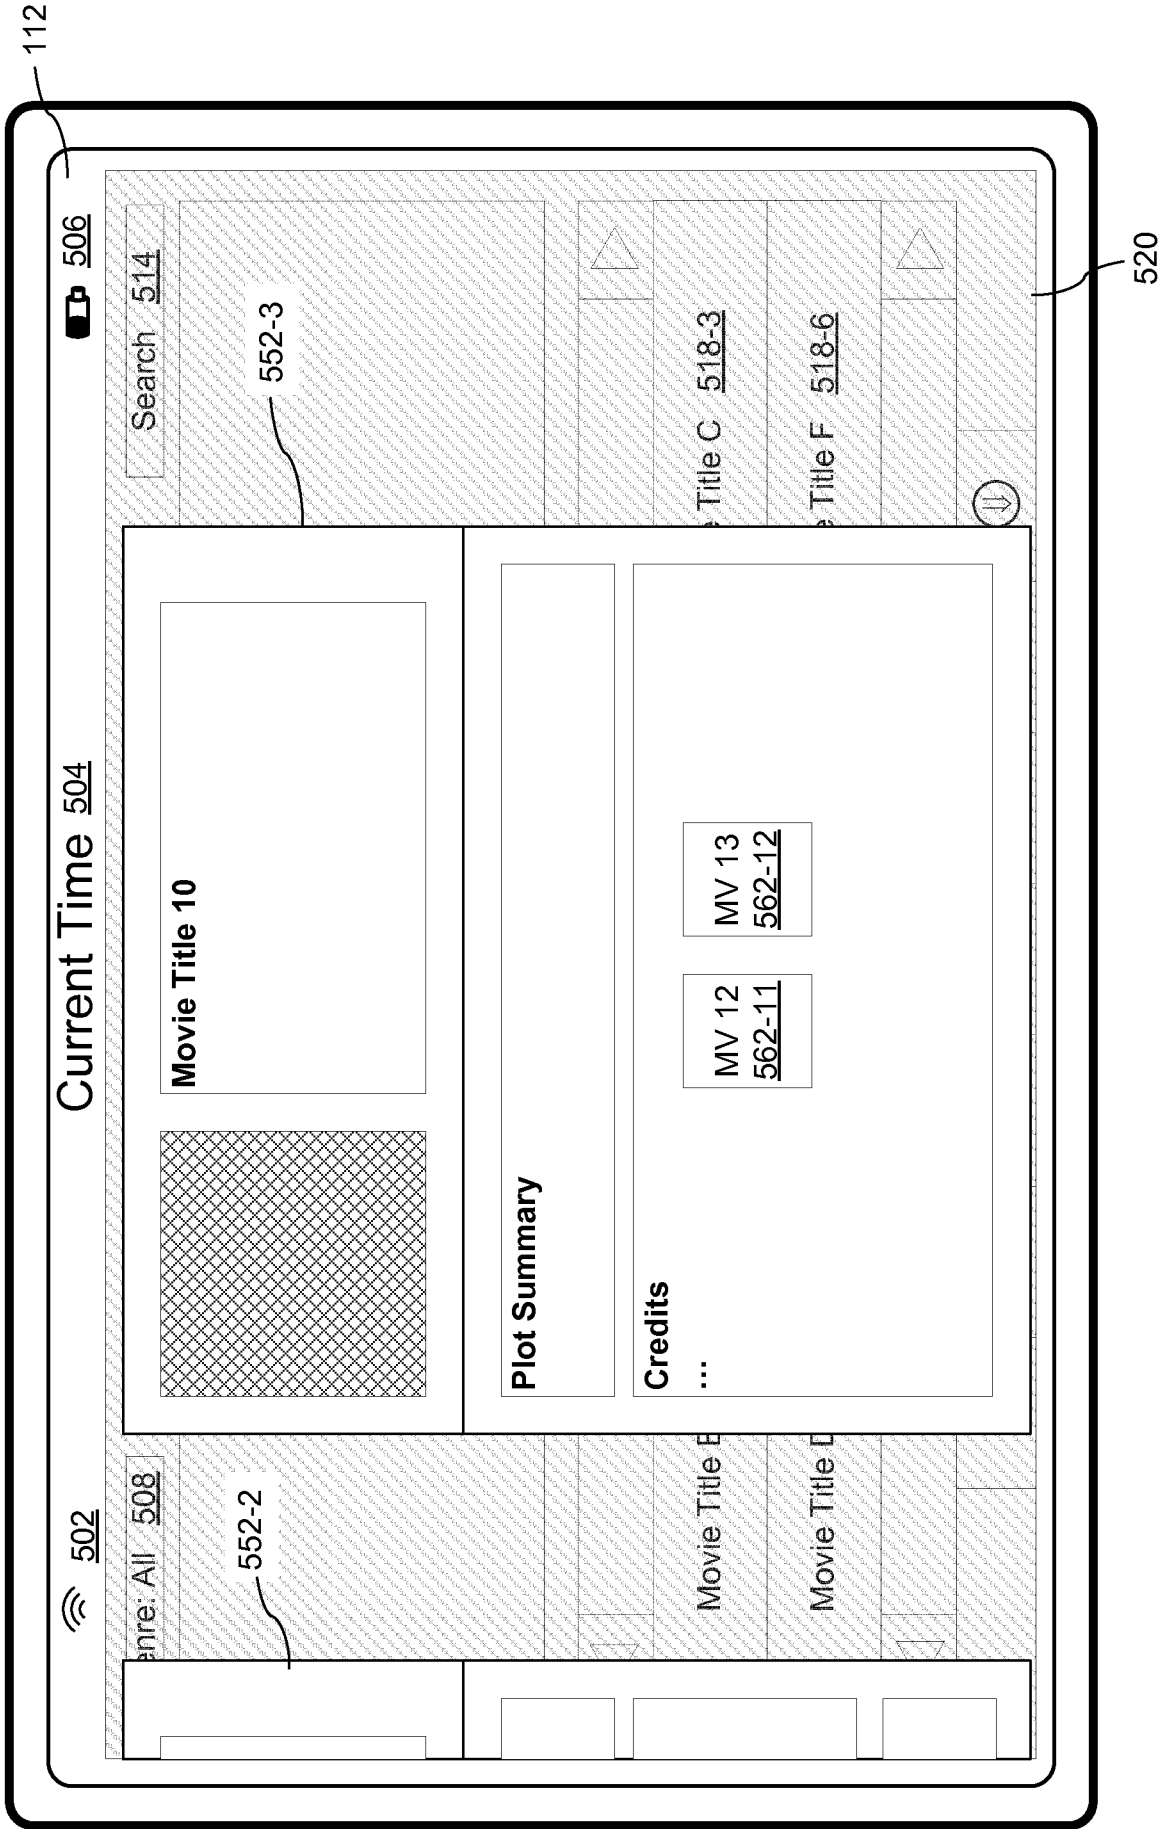 112
502
Current Time 504
506
enre: All 508
Search 514
552-2
552-3
Movie Title 10
Plot Summary
Credits
...
MV 12
562-11
MV 13
562-12
Movie Title
Title C 518-3
Movie Title
Title F 518-6
520